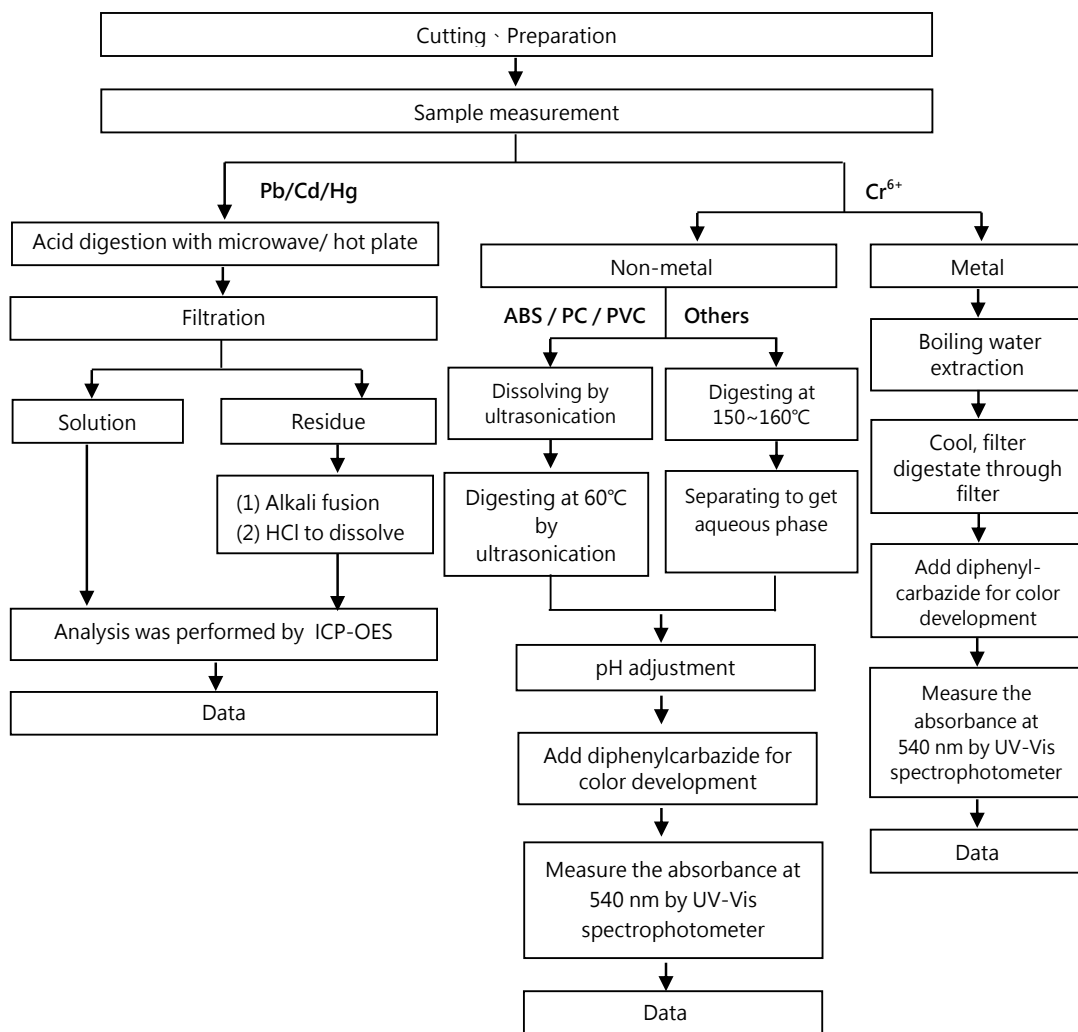 Cutting、Preparation
Sample measurement
Pb/Cd/Hg
Cr⁶⁺
Acid digestion with microwave/ hot plate
Filtration
Solution
Residue
(1) Alkali fusion
(2) HCl to dissolve
Analysis was performed by ICP-OES
Data
Non-metal
ABS / PC / PVC
Others
Dissolving by
ultrasonication
Digesting at 60℃
by
ultrasonication
Digesting at
150~160℃
Separating to get
aqueous phase
pH adjustment
Add diphenylcarbazide for
color development
Measure the absorbance at
540 nm by UV-Vis
spectrophotometer
Data
Metal
Boiling water
extraction
Cool, filter
digestate through
filter
Add diphenyl-
carbazide for color
development
Measure the
absorbance at
540 nm by UV-Vis
spectrophotometer
Data